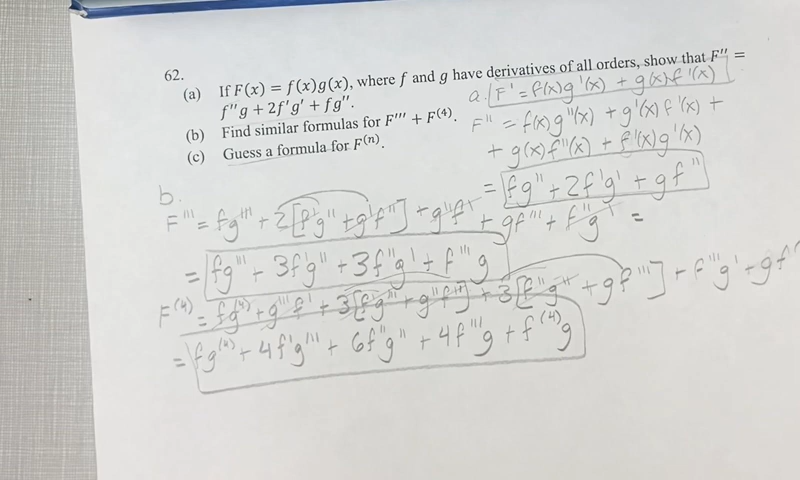 62.
(a) If F(x) = f(x)g(x), where f and g have derivatives of all orders, show that F″ =
f″g + 2f′g′ + fg″.
(b) Find similar formulas for F‴ + F⁽⁴⁾.
(c) Guess a formula for F⁽ⁿ⁾.
a. F' = f(x)g'(x) + g(x)f'(x)
F" = f(x)g"(x) + g'(x)f'(x) +
+ g(x)f"(x) + f'(x)g'(x)
= fg" + 2f'g' + gf"
b.
F''' = fg''' + 2[f'g" + g'f"] + g"f' + gf''' + f"g' =
= fg''' + 3f'g" + 3f"g' + f'''g
F⁽⁴⁾ = fg⁽⁴⁾ + g'''f' + 3[f'g''' + g"f"] + 3[f"g" + gf''' ] + f'''g' + gf
= fg⁽⁴⁾ + 4f'g''' + 6f"g" + 4f'''g + f⁽⁴⁾g